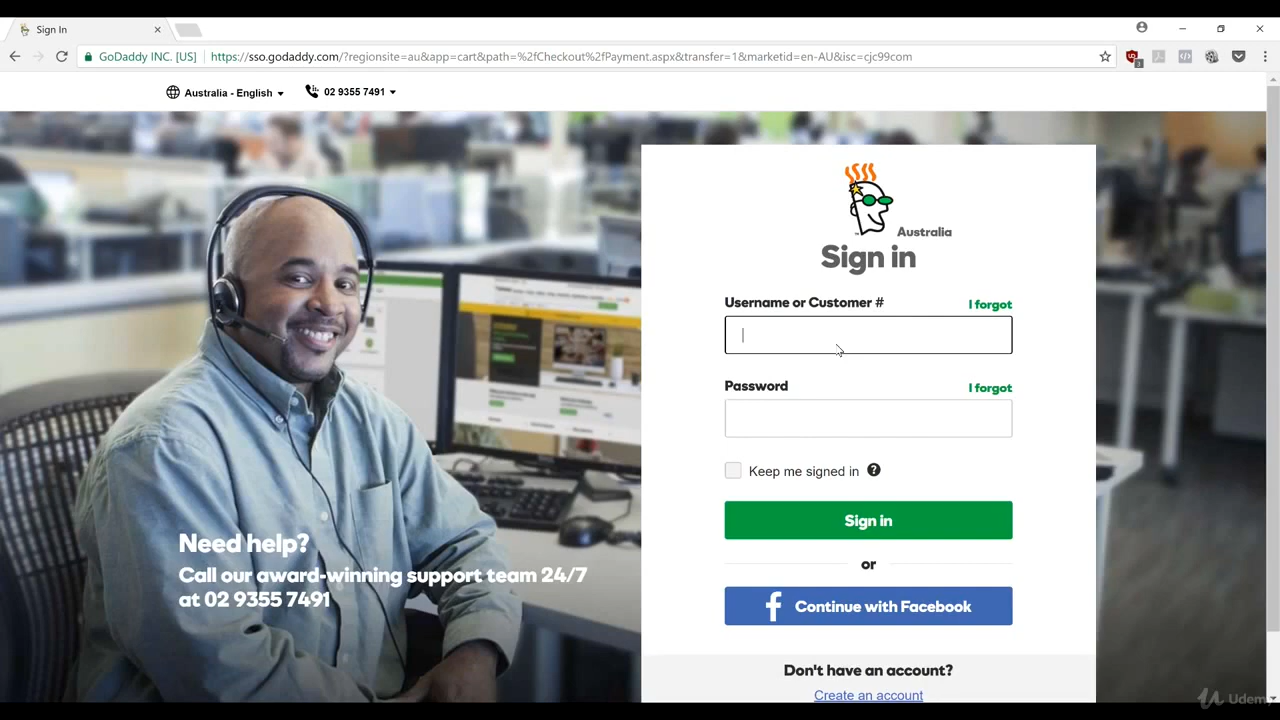 Sign In
GoDaddy INC. [US]
https://sso.godaddy.com/?regionsite=au&app=cart&path=%2fCheckout%2fPayment.aspx&transfer=1&marketid=en-AU&isc=cjc99com
3
Australia - English
02 9355 7491
Australia
Sign in
Username or Customer # I forgot
Password I forgot
Keep me signed in ?
Sign in
or
f Continue with Facebook
Don't have an account?
Create an account
Need help?
Call our award-winning support team 24/7
at 02 9355 7491
Udemy